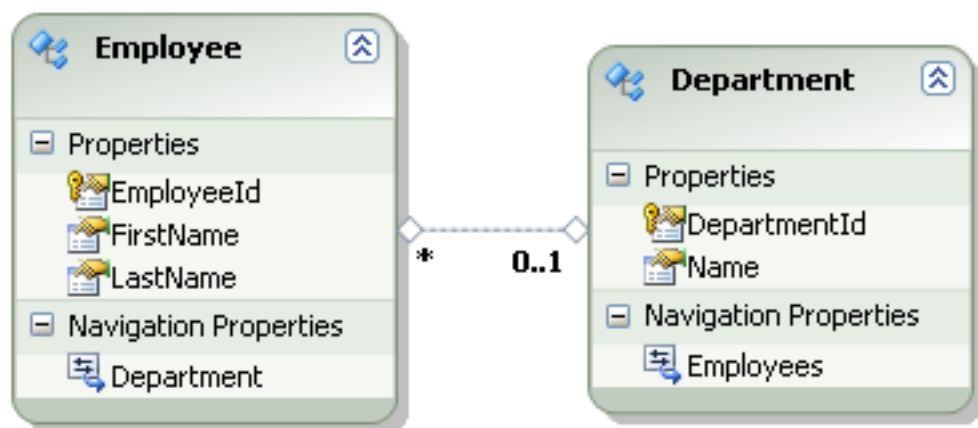 Employee
Properties
EmployeeId
FirstName
LastName
Navigation Properties
Department
* 0..1
Department
Properties
DepartmentId
Name
Navigation Properties
Employees